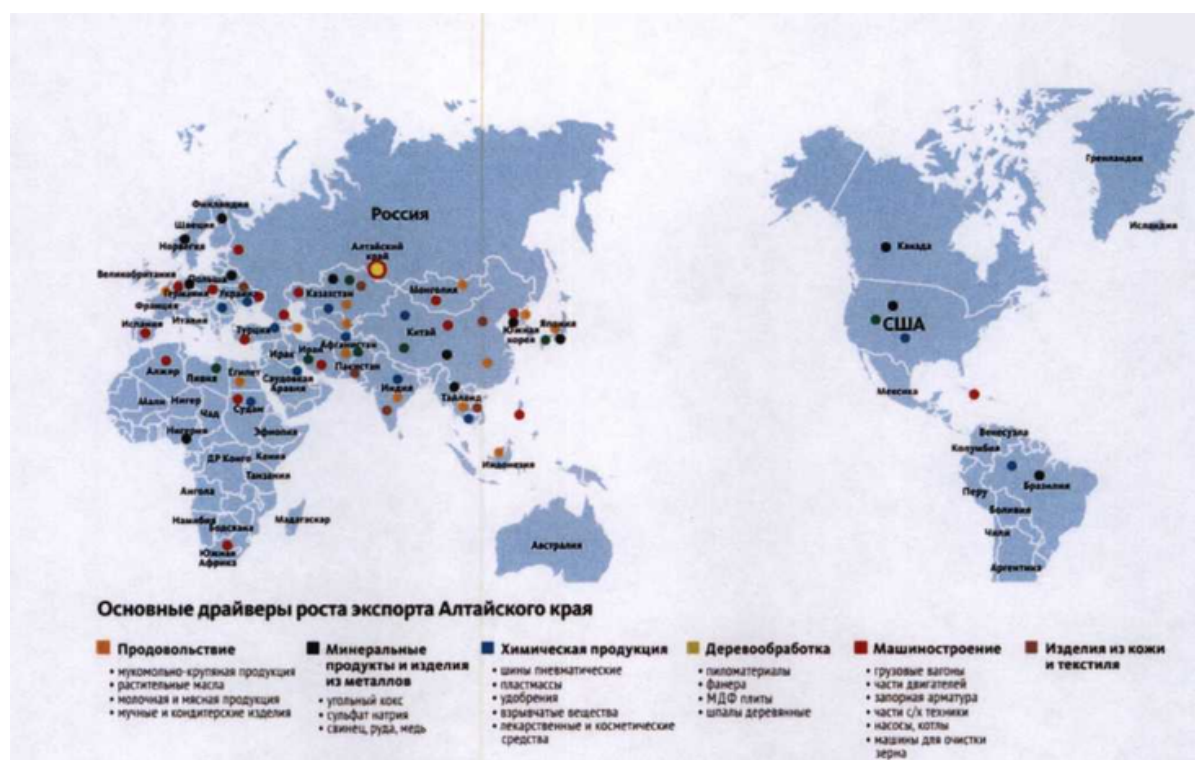 Финляндия
Швеция
Норвегия
Россия
Алтайский
край
Великобритания
Польша
Германия
Украина
Франция
Испания
Италия
Турция
Казахстан
Монголия
Китай
Южная
корея
Япония
Ирак
Иран
Афганистан
Пакистан
Саудовская
Аравия
Индия
Тайланд
Алжир
Ливия
Египет
Мали
Нигер
Чад
Судан
Нигерия
Эфиопия
ДР Конго
Кения
Танзания
Ангола
Намибия
Мадагаскар
Южная
Африка
Индонезия
Австралия
Гренландия
Исландия
Канада
США
Мексика
Венесуэла
Колумбия
Перу
Бразилия
Боливия
Чили
Аргентина
Основные драйверы роста экспорта Алтайского края
Продовольствие
• мукомольно-крупяная продукция
• растительные масла
• молочная и мясная продукция
• мучные и кондитерские изделия
Минеральные
продукты и изделия
из металлов
• угольный кокс
• сульфат натрия
• свинец, руда, медь
Химическая продукция
• шины пневматические
• пластмассы
• удобрения
• взрывчатые вещества
• лекарственные и косметические
средства
Деревообработка
• пиломатериалы
• фанера
• МДФ плиты
• шпалы деревянные
Машиностроение
• грузовые вагоны
• части двигателей
• запорная арматура
• части с/х техники
• насосы, котлы
• машины для очистки
зерна
Изделия из кожи
и текстиля